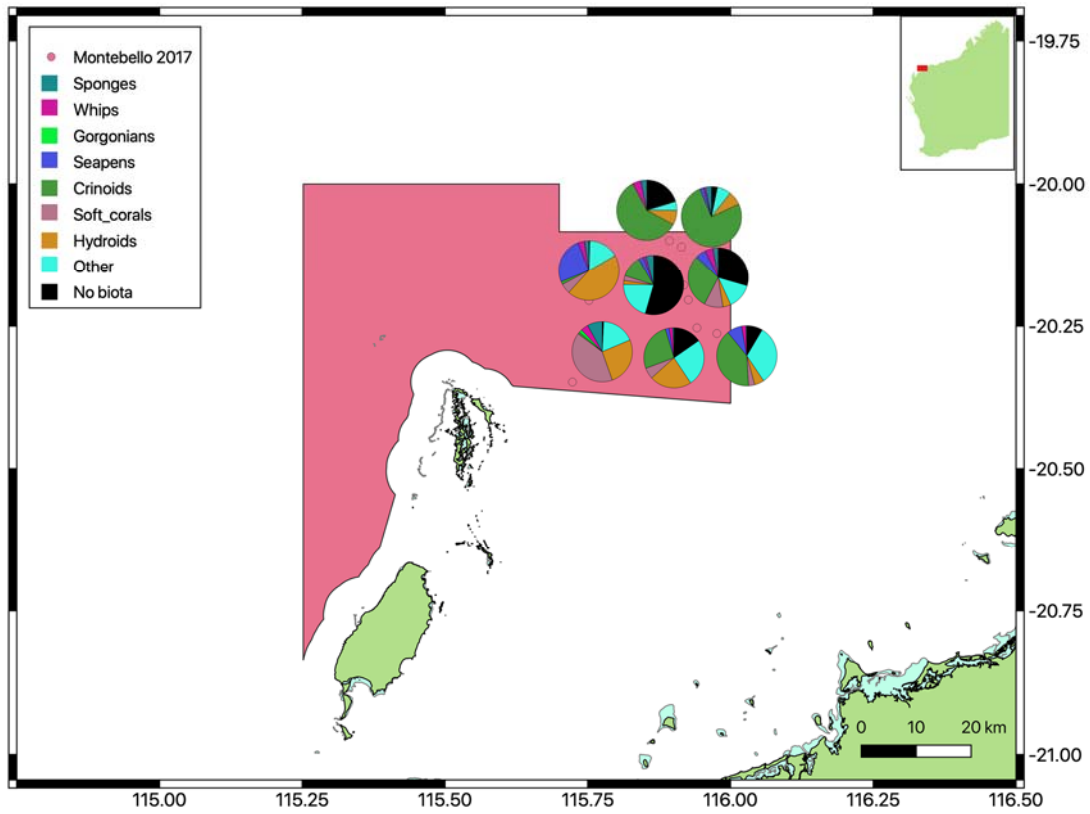 Montebello 2017
Sponges
Whips
Gorgonians
Seapens
Crinoids
Soft_corals
Hydroids
Other
No biota
-19.75
-20.00
-20.25
-20.50
-20.75
-21.00
0 10 20 km
115.00 115.25 115.50 115.75 116.00 116.25 116.50